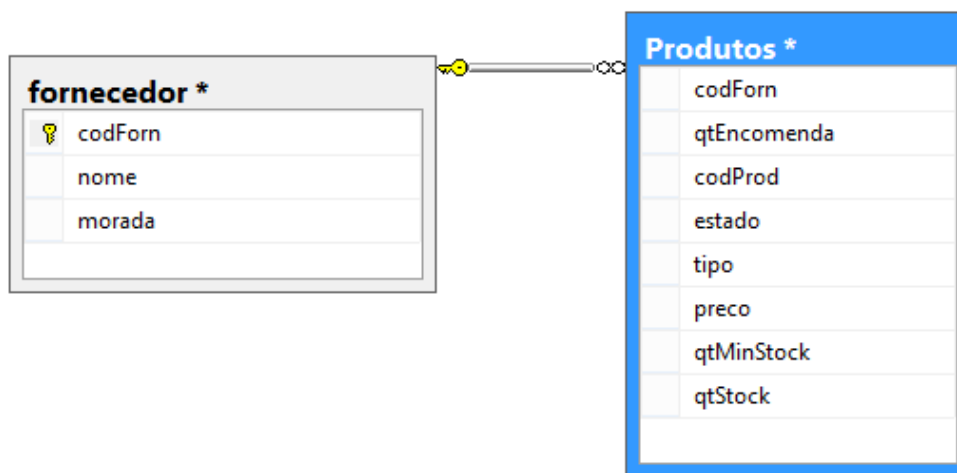 fornecedor *
codForn
nome
morada
Produtos *
codForn
qtEncomenda
codProd
estado
tipo
preco
qtMinStock
qtStock